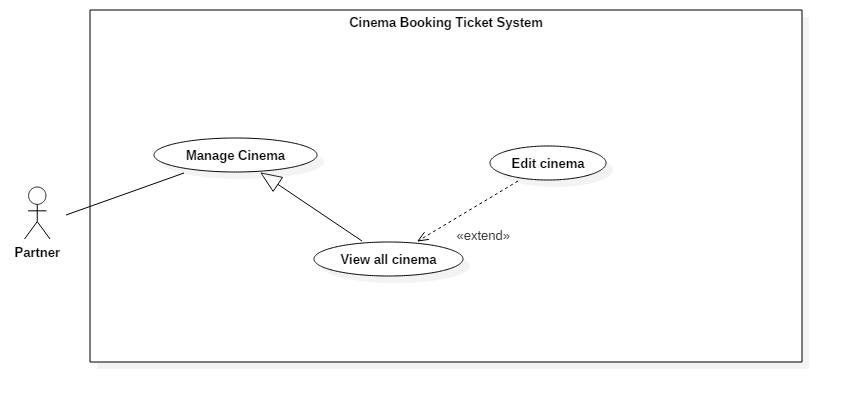 Cinema Booking Ticket System
Manage Cinema
Edit cinema
Partner
«extend»
View all cinema